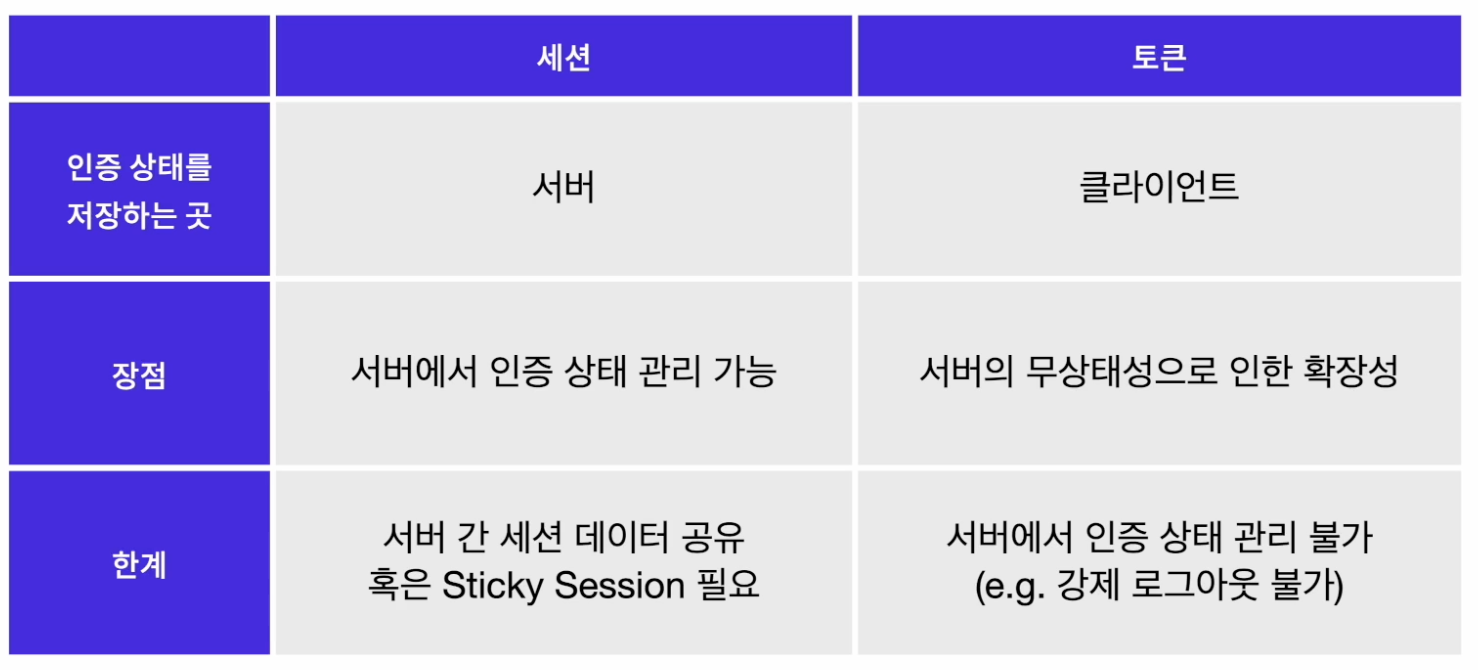 세션
토큰
인증 상태를
저장하는 곳
서버
클라이언트
장점
서버에서 인증 상태 관리 가능
서버의 무상태성으로 인한 확장성
한계
서버 간 세션 데이터 공유
혹은 Sticky Session 필요
서버에서 인증 상태 관리 불가
(e.g. 강제 로그아웃 불가)